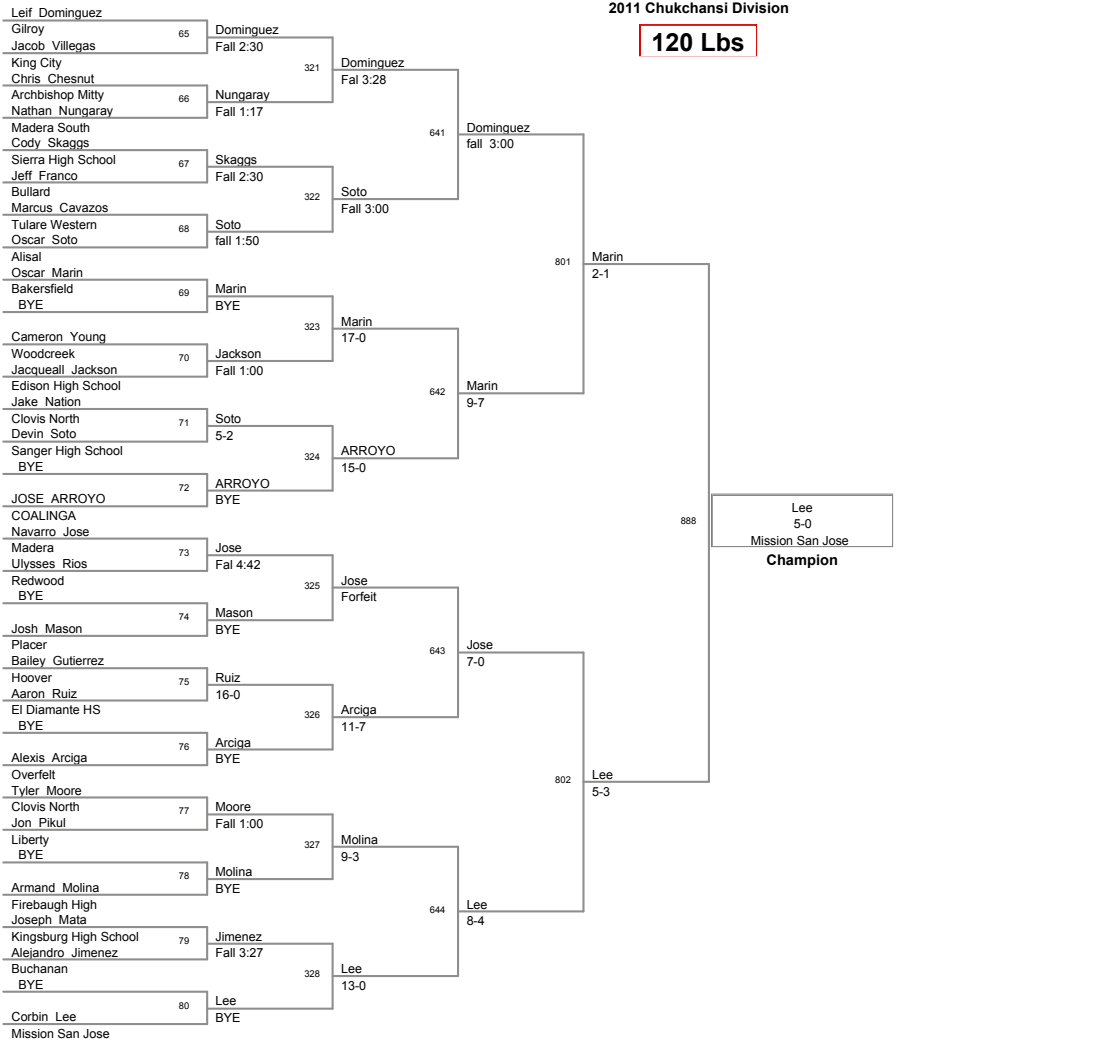 2011 Chukchansi Division
120 Lbs
Leif Dominguez
Gilroy
65
Jacob Villegas
King City
Chris Chesnut
Archbishop Mitty
66
Nathan Nungaray
Madera South
Cody Skaggs
Sierra High School
67
Jeff Franco
Bullard
Marcus Cavazos
Tulare Western
68
Oscar Soto
Alisal
Oscar Marin
Bakersfield
69
BYE
Cameron Young
Woodcreek
70
Jacqueall Jackson
Edison High School
Jake Nation
Clovis North
71
Devin Soto
Sanger High School
BYE
72
JOSE ARROYO
COALINGA
Navarro Jose
Madera
73
Ulysses Rios
Redwood
BYE
74
Josh Mason
Placer
Bailey Gutierrez
Hoover
75
Aaron Ruiz
El Diamante HS
BYE
76
Alexis Arciga
Overfelt
Tyler Moore
Clovis North
77
Jon Pikul
Liberty
BYE
78
Armand Molina
Firebaugh High
Joseph Mata
Kingsburg High School
79
Alejandro Jimenez
Buchanan
BYE
80
Corbin Lee
Mission San Jose
Dominguez
Fall 2:30
321
Nungaray
Fall 1:17
Skaggs
Fall 2:30
322
Soto
fall 1:50
Marin
BYE
323
Jackson
Fall 1:00
Soto
5-2
324
ARROYO
BYE
Jose
Fal 4:42
325
Mason
BYE
Ruiz
16-0
326
Arciga
BYE
Moore
Fall 1:00
327
Molina
BYE
Jimenez
Fall 3:27
328
Lee
BYE
Dominguez
Fal 3:28
641
Soto
Fall 3:00
Marin
17-0
642
ARROYO
15-0
Jose
Forfeit
643
Arciga
11-7
Molina
9-3
644
Lee
13-0
Dominguez
fall 3:00
801
Marin
9-7
Jose
7-0
802
Lee
8-4
Marin
2-1
888
Lee
5-3
Lee
5-0
Mission San Jose
Champion